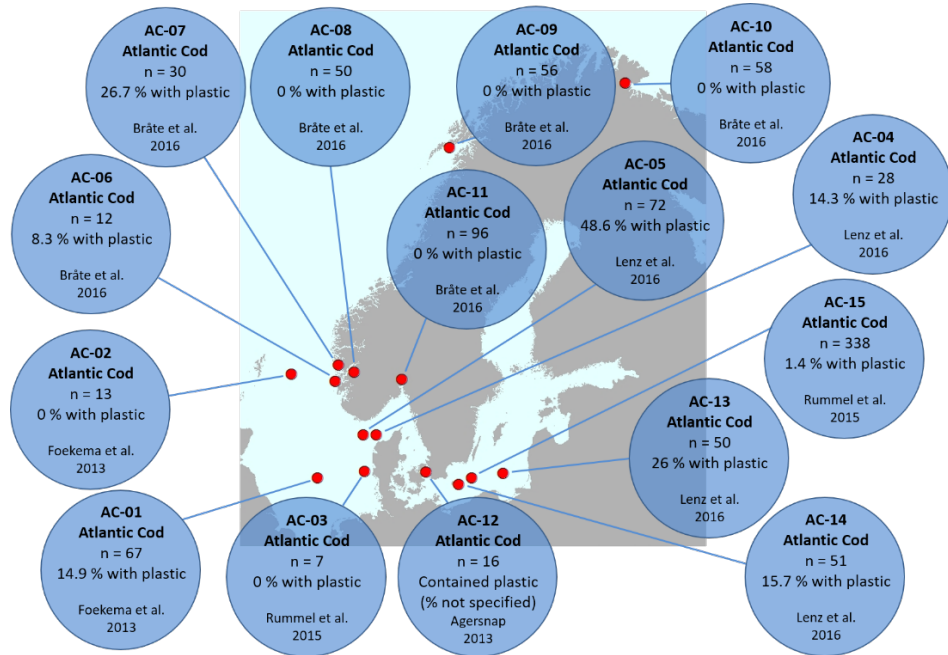 AC-07
Atlantic Cod
n = 30
26.7 % with plastic
Bråte et al.
2016
AC-08
Atlantic Cod
n = 50
0 % with plastic
Bråte et al.
2016
AC-09
Atlantic Cod
n = 56
0 % with plastic
Bråte et al.
2016
AC-10
Atlantic Cod
n = 58
0 % with plastic
Bråte et al.
2016
AC-06
Atlantic Cod
n = 12
8.3 % with plastic
Bråte et al.
2016
AC-11
Atlantic Cod
n = 96
0 % with plastic
Bråte et al.
2016
AC-05
Atlantic Cod
n = 72
48.6 % with plastic
Lenz et al.
2016
AC-04
Atlantic Cod
n = 28
14.3 % with plastic
Lenz et al.
2016
AC-02
Atlantic Cod
n = 13
0 % with plastic
Foekema et al.
2013
AC-15
Atlantic Cod
n = 338
1.4 % with plastic
Rummel et al.
2015
AC-13
Atlantic Cod
n = 50
26 % with plastic
Lenz et al.
2016
AC-01
Atlantic Cod
n = 67
14.9 % with plastic
Foekema et al.
2013
AC-03
Atlantic Cod
n = 7
0 % with plastic
Rummel et al.
2015
AC-12
Atlantic Cod
n = 16
Contained plastic
(% not specified)
Agersnap
2013
AC-14
Atlantic Cod
n = 51
15.7 % with plastic
Lenz et al.
2016